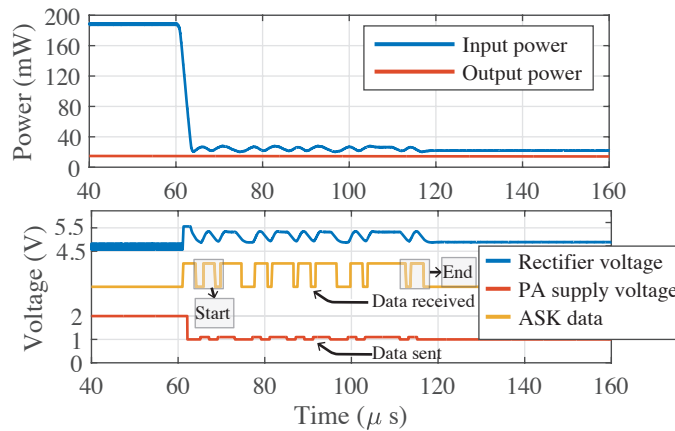 200
160
120
80
40
0
Power (mW)
Input power
Output power
40 60 80 100 120 140 160
5.5
4.5
2
1
0
Voltage (V)
Rectifier voltage
PA supply voltage
ASK data
End
Start
Data received
Data sent
40 60 80 100 120 140 160
Time (μ s)